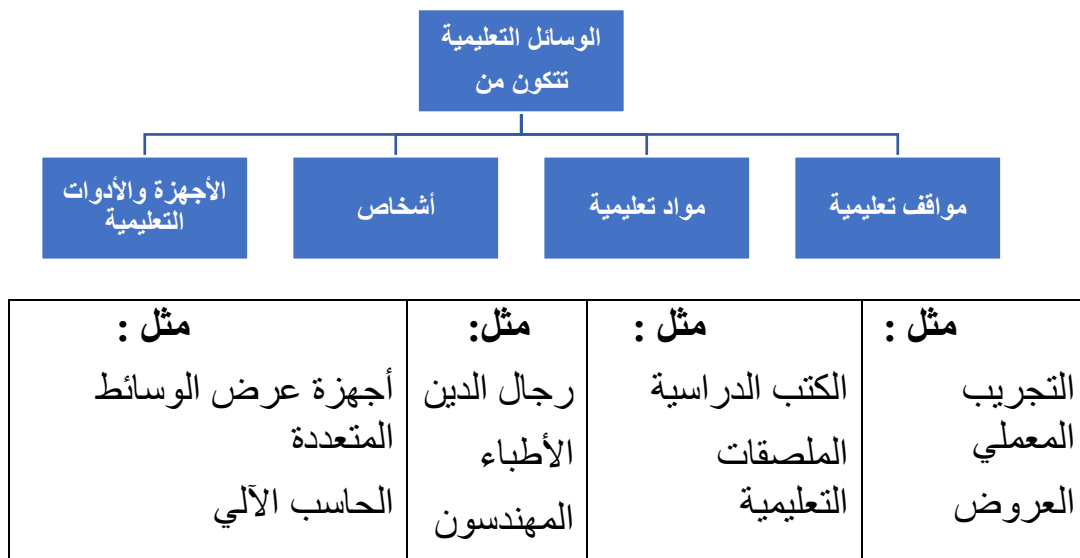 الوسائل التعليمية
تتكون من
مواقف تعليمية
مواد تعليمية
أشخاص
الأجهزة والأدوات
التعليمية
مثل :
التجريب
المعملي
العروض
مثل :
الكتب الدراسية
الملصقات
التعليمية
مثل:
رجال الدين
الأطباء
المهندسون
مثل :
أجهزة عرض الوسائط
المتعددة
الحاسب الآلي